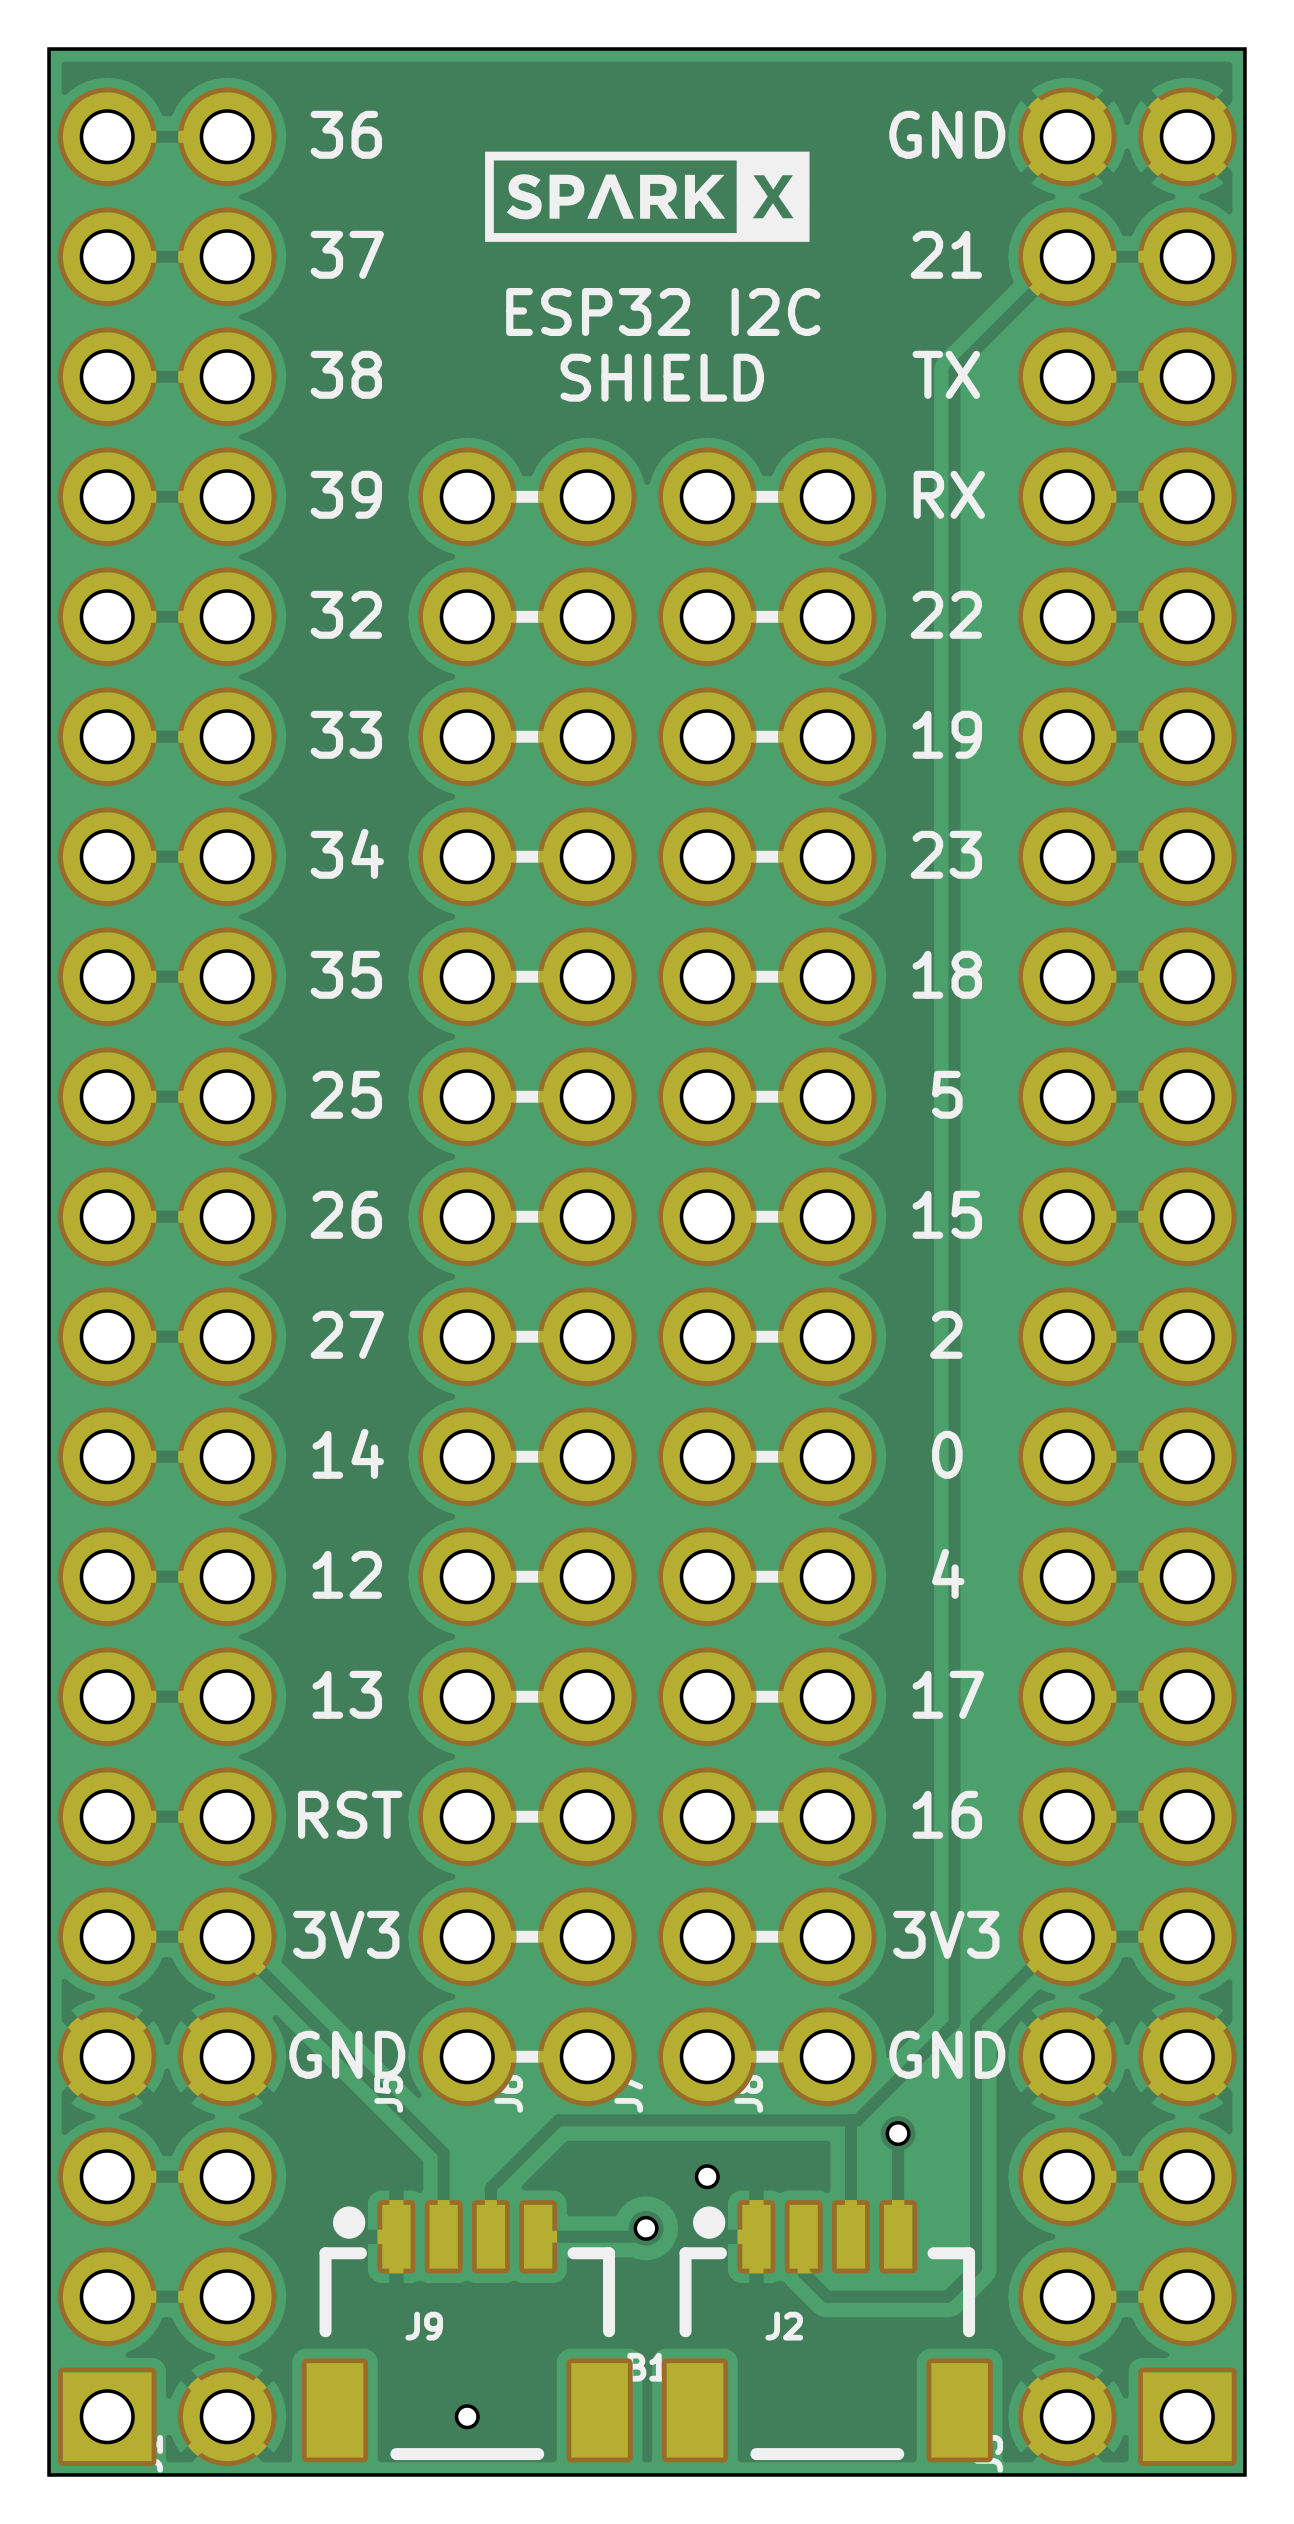 36 GND
SPARK X
37 21
ESP32 I2C
38 SHIELD TX
39 RX
32 22
33 19
34 23
35 18
25 5
26 15
27 2
14 0
12 4
13 17
RST 16
3V3 3V3
GND GND
J5 J6 J7 J8
J9 J2
B1